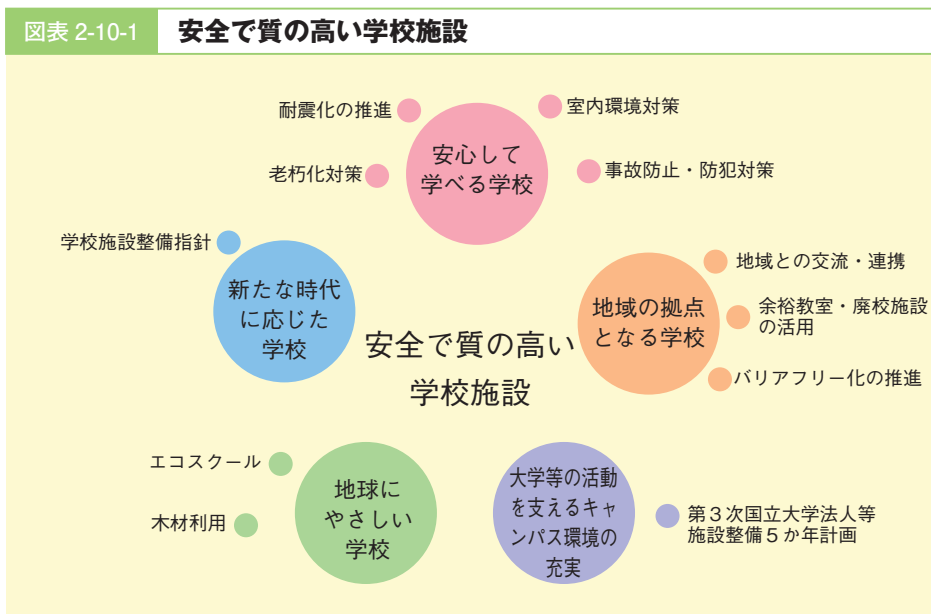 図表 2-10-1 安全で質の高い学校施設
耐震化の推進
室内環境対策
老朽化対策
安心して
学べる学校
事故防止・防犯対策
学校施設整備指針
新たな時代
に応じた
学校
地域との交流・連携
地域の拠点
となる学校
余裕教室・廃校施設
の活用
バリアフリー化の推進
安全で質の高い
学校施設
エコスクール
木材利用
地球に
やさしい
学校
大学等の活動
を支えるキャ
ンパス環境の
充実
第3次国立大学法人等
施設整備5か年計画